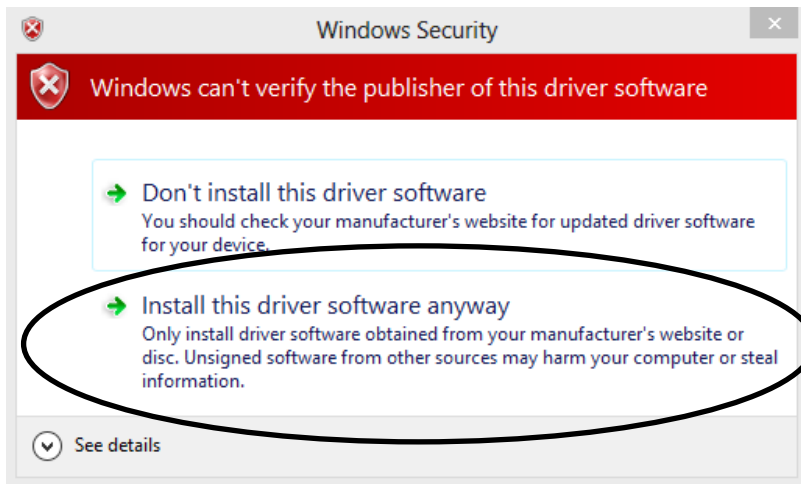 Windows Security
Windows can't verify the publisher of this driver software
Don't install this driver software
You should check your manufacturer's website for updated driver software
for your device.
Install this driver software anyway
Only install driver software obtained from your manufacturer's website or
disc. Unsigned software from other sources may harm your computer or steal
information.
See details